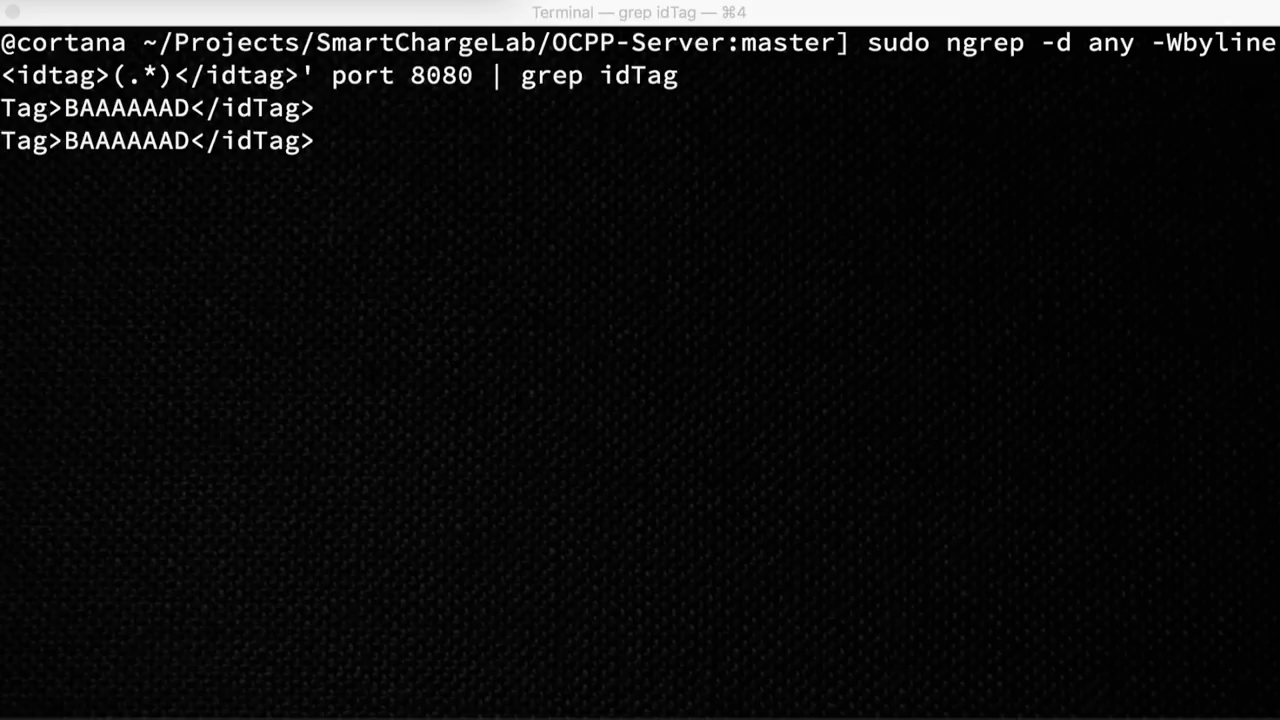 Terminal — grep idTag — ⌘4
@cortana ~/Projects/SmartChargeLab/OCPP-Server:master] sudo ngrep -d any -Wbyline
<idtag>(.*)</idtag>' port 8080 | grep idTag
Tag>BAAAAAAD</idTag>
Tag>BAAAAAAD</idTag>